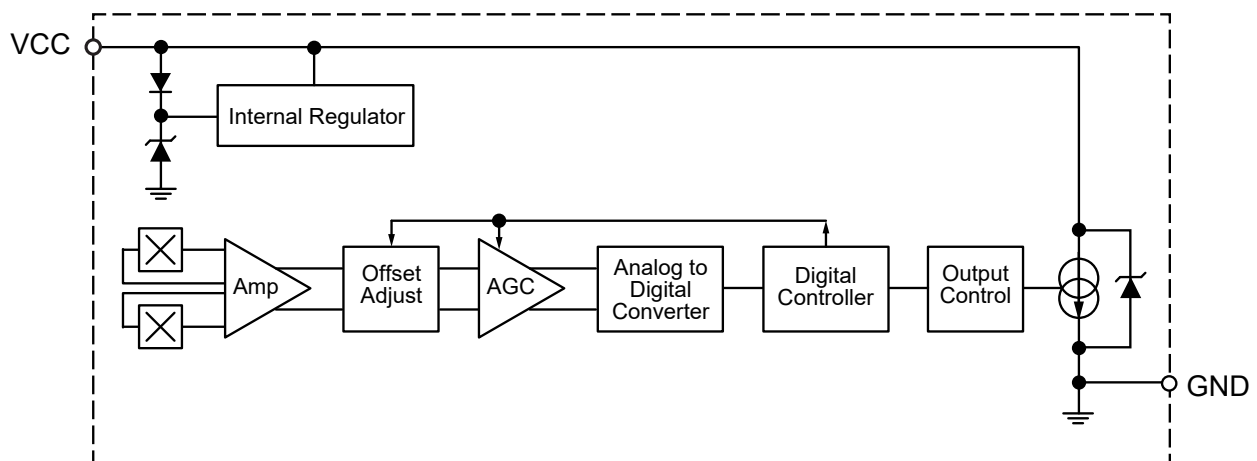 VCC
Internal Regulator
Amp
Offset
Adjust
AGC
Analog to
Digital
Converter
Digital
Controller
Output
Control
GND